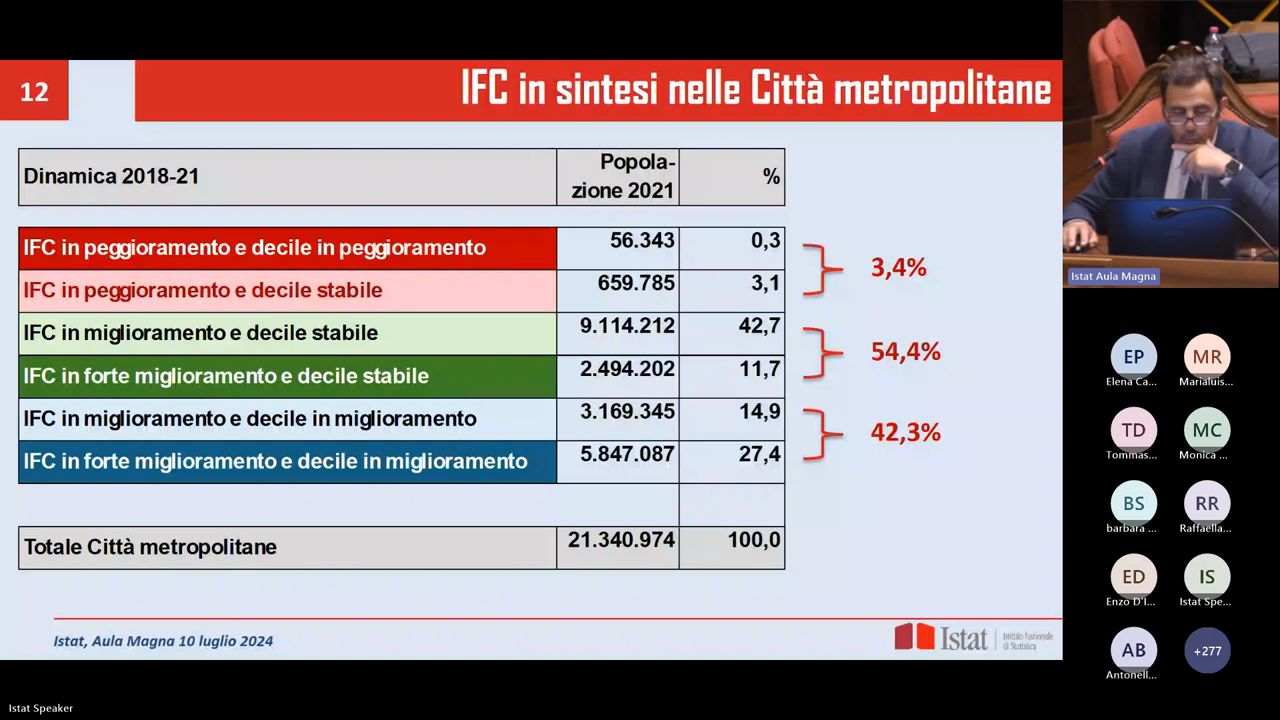 12
IFC in sintesi nelle Città metropolitane
Dinamica 2018-21
Popola-
zione 2021
%
IFC in peggioramento e decile in peggioramento 56.343 0,3
IFC in peggioramento e decile stabile 659.785 3,1
3,4%
IFC in miglioramento e decile stabile 9.114.212 42,7
IFC in forte miglioramento e decile stabile 2.494.202 11,7
54,4%
IFC in miglioramento e decile in miglioramento 3.169.345 14,9
IFC in forte miglioramento e decile in miglioramento 5.847.087 27,4
42,3%
Totale Città metropolitane 21.340.974 100,0
Istat, Aula Magna 10 luglio 2024
Istat
Istituto Nazionale
di Statistica
Istat Aula Magna
EP
Elena Ca...
MR
Marialuis...
TD
Tommas...
MC
Monica ...
BS
barbara ...
RR
Raffaella...
ED
Enzo D'I...
IS
Istat Spe...
AB
Antonell...
+277
Istat Speaker